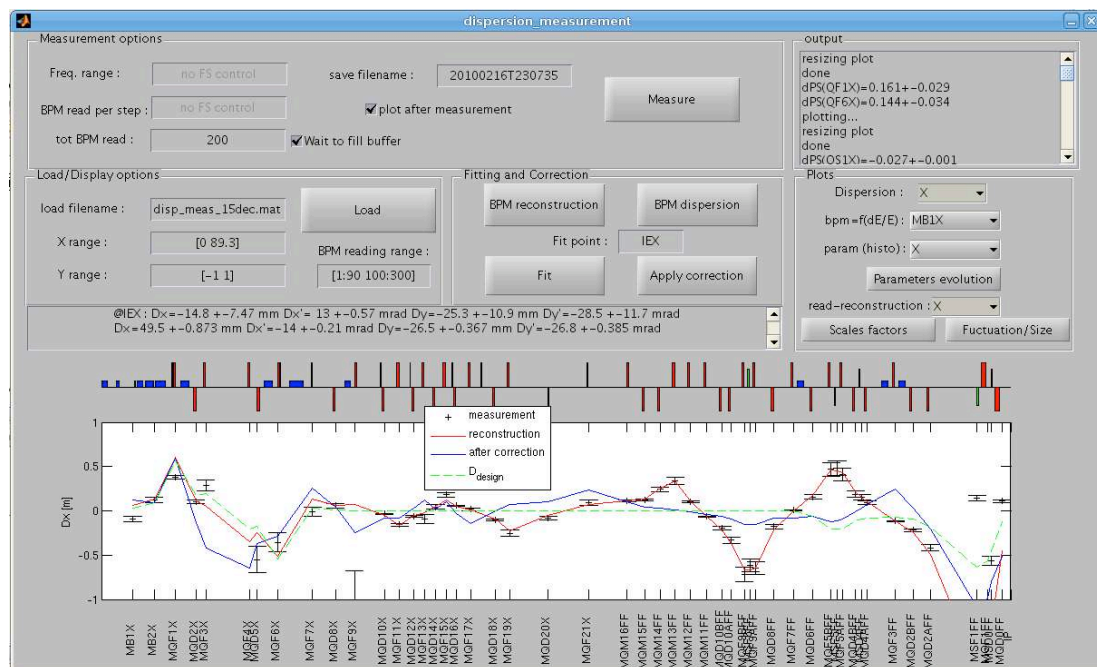 dispersion_measurement
Measurement options
Freq. range :
no FS control
save filename :
20100216T230735
BPM read per step :
no FS control
plot after measurement
Measure
tot BPM read :
200
Wait to fill buffer
output
resizing plot
done
dPS(QF1X)=0.161+-0.029
dPS(QF6X)=0.144+-0.034
plotting...
resizing plot
done
dPS(QS1X)=-0.027+-0.001
Load/Display options
load filename :
disp_meas_15dec.mat
Load
X range :
[0 89.3]
BPM reading range :
Y range :
[-1 1]
[1:90 100:300]
Fitting and Correction
BPM reconstruction
BPM dispersion
Fit point :
IEX
Fit
Apply correction
Plots
Dispersion :
X
bpm=f(dE/E) :
MB1X
param (histo) :
X
Parameters evolution
read-reconstruction :
X
Scales factors
Fuctuation/Size
@IEX : Dx=-14.8 +-7.47 mm Dx'= 13 +-0.57 mrad Dy=-25.3 +-10.9 mm Dy'=-28.5 +-11.7 mrad
Dx=49.5 +-0.873 mm Dx'=-14 +-0.21 mrad Dy=-26.5 +-0.367 mm Dy'=-26.8 +-0.385 mrad
measurement
reconstruction
after correction
D design
1
0.5
0
-0.5
-1
Dx [n]
MB1X
MB2X
MQF1X
MQD2X
MQF3X
MQF4X
MQD5X
MQF6X
MQF7X
MQD8X
MQF9X
MQD10X
MQF11X
MQD12X
MQF13X
MQD14X
MQF15X
MQD16X
MQF17X
MQD18X
MQF19X
MQD20X
MQF21X
MQM16FF
MQM15FF
MQM14FF
MQM13FF
MQM12FF
MQM11FF
MQD10BFF
MQD10AFF
MQF9AFF
MQD8FF
MQF7FF
MQD6FF
MQF5AFF
MQD4AFF
MQF3FF
MQD2BFF
MQD2AFF
MSF1FF
MQD0FF
IP